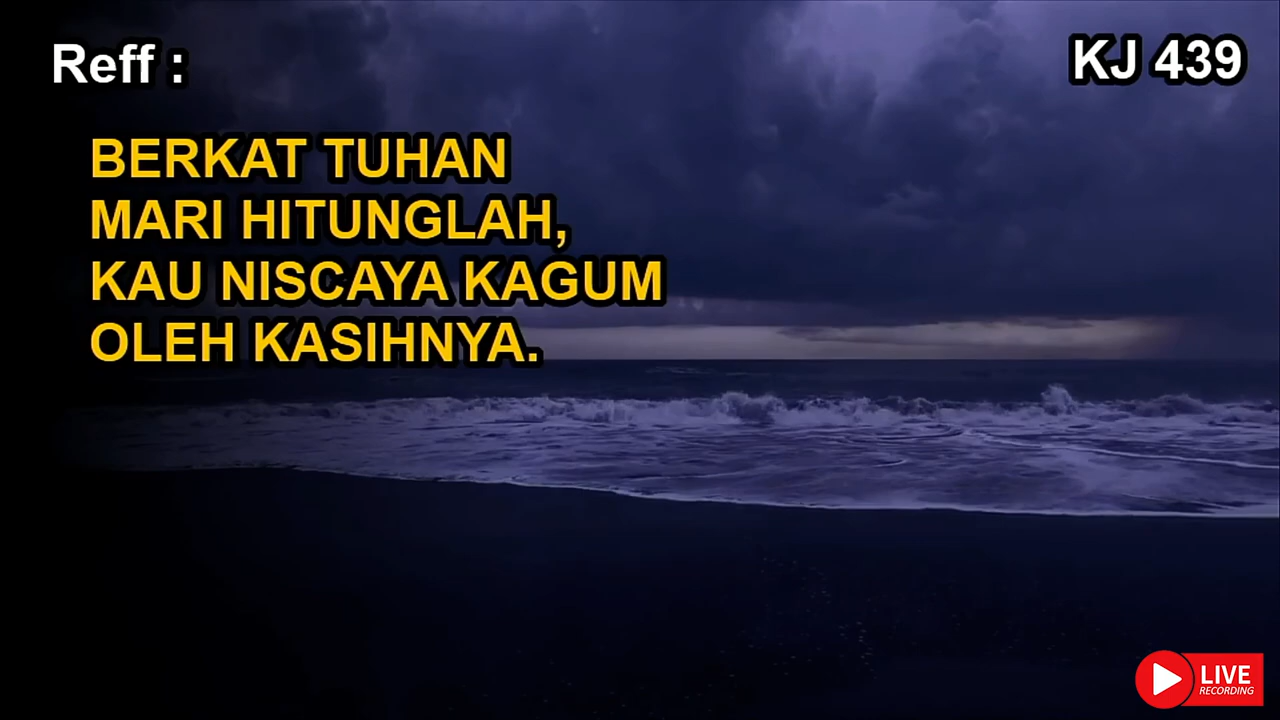 Reff :
KJ 439
BERKAT TUHAN
MARI HITUNGLAH,
KAU NISCAYA KAGUM
OLEH KASIHNYA.
LIVE
RECORDING